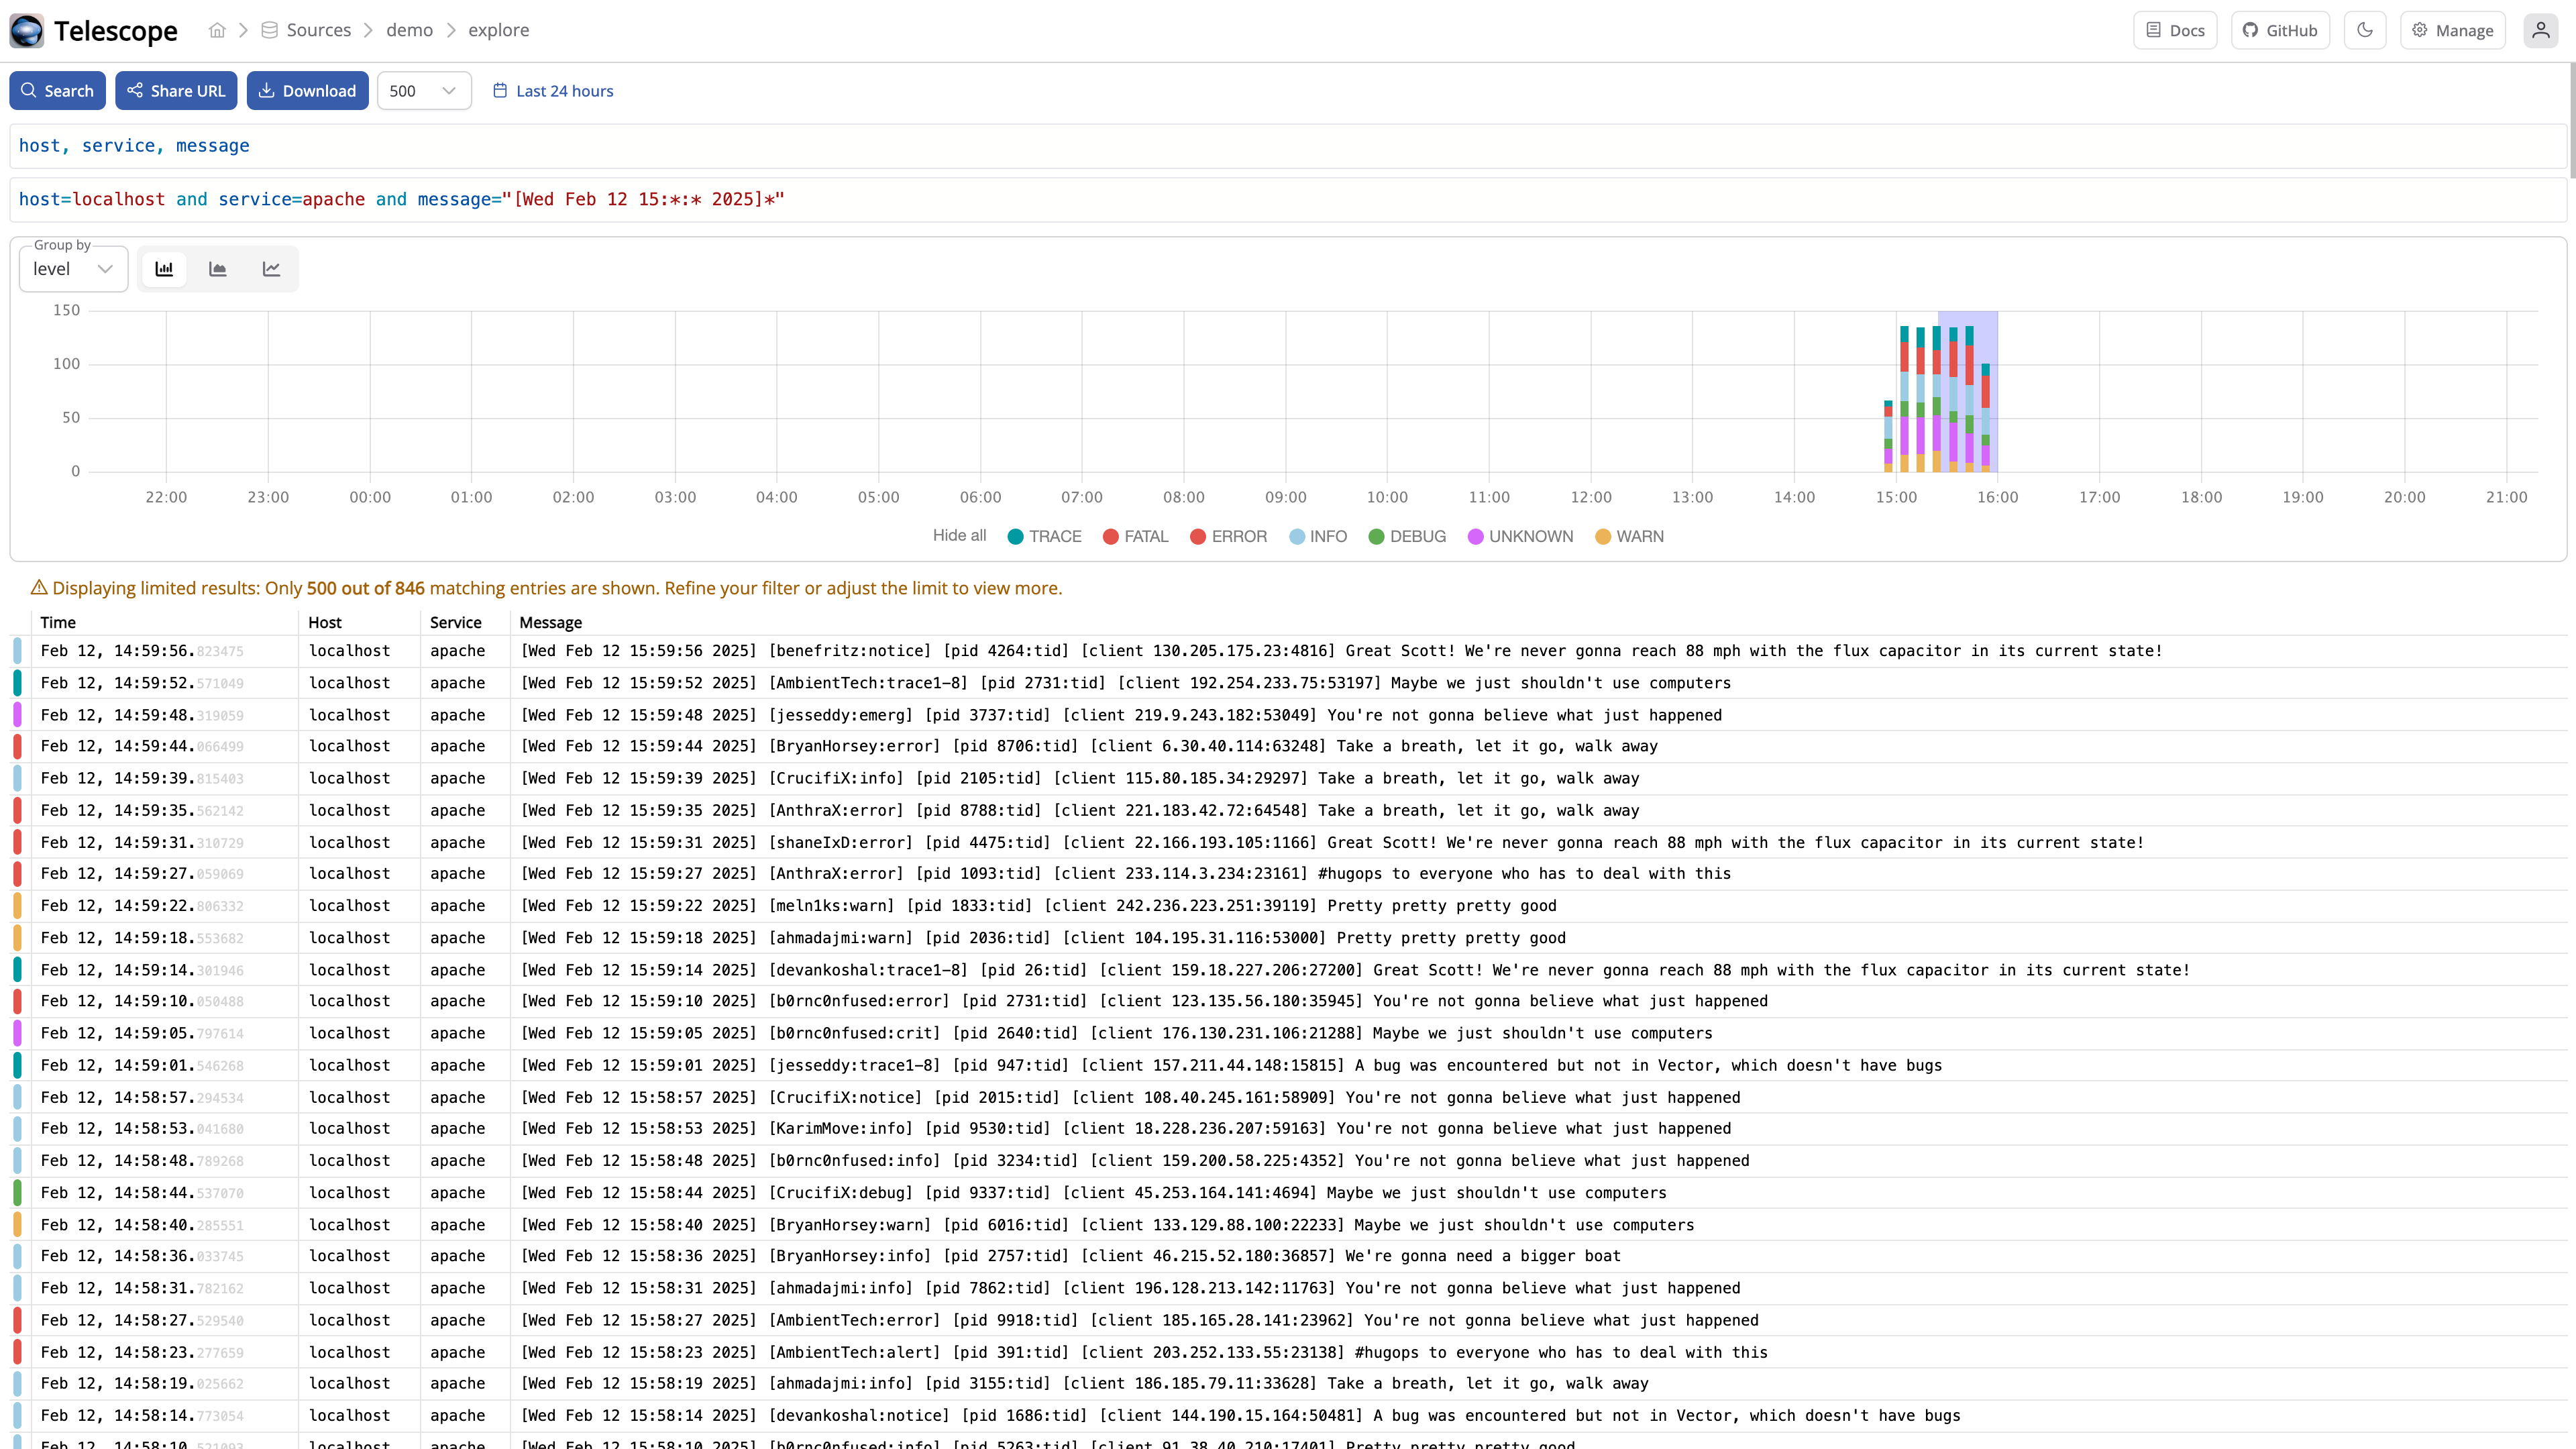 Telescope Sources demo explore Docs GitHub Manage
Search Share URL Download 500 Last 24 hours
host, service, message
host=localhost and service=apache and message="[Wed Feb 12 15:*:* 2025]*"
Group by
level
150
100
50
0
22:00 23:00 00:00 01:00 02:00 03:00 04:00 05:00 06:00 07:00 08:00 09:00 10:00 11:00 12:00 13:00 14:00 15:00 16:00 17:00 18:00 19:00 20:00 21:00
Hide all TRACE FATAL ERROR INFO DEBUG UNKNOWN WARN
Displaying limited results: Only 500 out of 846 matching entries are shown. Refine your filter or adjust the limit to view more.
Time Host Service Message
Feb 12, 14:59:56.823475 localhost apache [Wed Feb 12 15:59:56 2025] [benefritz:notice] [pid 4264:tid] [client 130.205.175.23:4816] Great Scott! We're never gonna reach 88 mph with the flux capacitor in its current state!
Feb 12, 14:59:52.571049 localhost apache [Wed Feb 12 15:59:52 2025] [AmbientTech:trace1-8] [pid 2731:tid] [client 192.254.233.75:53197] Maybe we just shouldn't use computers
Feb 12, 14:59:48.319059 localhost apache [Wed Feb 12 15:59:48 2025] [jesseddy:emerg] [pid 3737:tid] [client 219.9.243.182:53049] You're not gonna believe what just happened
Feb 12, 14:59:44.066499 localhost apache [Wed Feb 12 15:59:44 2025] [BryanHorsey:error] [pid 8706:tid] [client 6.30.40.114:63248] Take a breath, let it go, walk away
Feb 12, 14:59:39.815403 localhost apache [Wed Feb 12 15:59:39 2025] [CrucifiX:info] [pid 2105:tid] [client 115.80.185.34:29297] Take a breath, let it go, walk away
Feb 12, 14:59:35.562142 localhost apache [Wed Feb 12 15:59:35 2025] [AnthraX:error] [pid 8788:tid] [client 221.183.42.72:64548] Take a breath, let it go, walk away
Feb 12, 14:59:31.310729 localhost apache [Wed Feb 12 15:59:31 2025] [shaneIxD:error] [pid 4475:tid] [client 22.166.193.105:1166] Great Scott! We're never gonna reach 88 mph with the flux capacitor in its current state!
Feb 12, 14:59:27.059069 localhost apache [Wed Feb 12 15:59:27 2025] [AnthraX:error] [pid 1093:tid] [client 233.114.3.234:23161] #hugops to everyone who has to deal with this
Feb 12, 14:59:22.806332 localhost apache [Wed Feb 12 15:59:22 2025] [meln1ks:warn] [pid 1833:tid] [client 242.236.223.251:39119] Pretty pretty pretty good
Feb 12, 14:59:18.553682 localhost apache [Wed Feb 12 15:59:18 2025] [ahmadajmi:warn] [pid 2036:tid] [client 104.195.31.116:53000] Pretty pretty pretty good
Feb 12, 14:59:14.301946 localhost apache [Wed Feb 12 15:59:14 2025] [devankoshal:trace1-8] [pid 26:tid] [client 159.18.227.206:27200] Great Scott! We're never gonna reach 88 mph with the flux capacitor in its current state!
Feb 12, 14:59:10.050488 localhost apache [Wed Feb 12 15:59:10 2025] [b0rnc0nfused:error] [pid 2731:tid] [client 123.135.56.180:35945] You're not gonna believe what just happened
Feb 12, 14:59:05.797614 localhost apache [Wed Feb 12 15:59:05 2025] [b0rnc0nfused:crit] [pid 2640:tid] [client 176.130.231.106:21288] Maybe we just shouldn't use computers
Feb 12, 14:59:01.546268 localhost apache [Wed Feb 12 15:59:01 2025] [jesseddy:trace1-8] [pid 947:tid] [client 157.211.44.148:15815] A bug was encountered but not in Vector, which doesn't have bugs
Feb 12, 14:58:57.294534 localhost apache [Wed Feb 12 15:58:57 2025] [CrucifiX:notice] [pid 2015:tid] [client 108.40.245.161:58909] You're not gonna believe what just happened
Feb 12, 14:58:53.041680 localhost apache [Wed Feb 12 15:58:53 2025] [KarimMove:info] [pid 9530:tid] [client 18.228.236.207:59163] You're not gonna believe what just happened
Feb 12, 14:58:48.789268 localhost apache [Wed Feb 12 15:58:48 2025] [b0rnc0nfused:info] [pid 3234:tid] [client 159.200.58.225:4352] You're not gonna believe what just happened
Feb 12, 14:58:44.537070 localhost apache [Wed Feb 12 15:58:44 2025] [CrucifiX:debug] [pid 9337:tid] [client 45.253.164.141:4694] Maybe we just shouldn't use computers
Feb 12, 14:58:40.285551 localhost apache [Wed Feb 12 15:58:40 2025] [BryanHorsey:warn] [pid 6016:tid] [client 133.129.88.100:22233] Maybe we just shouldn't use computers
Feb 12, 14:58:36.033745 localhost apache [Wed Feb 12 15:58:36 2025] [BryanHorsey:info] [pid 2757:tid] [client 46.215.52.180:36857] We're gonna need a bigger boat
Feb 12, 14:58:31.782162 localhost apache [Wed Feb 12 15:58:31 2025] [ahmadajmi:info] [pid 7862:tid] [client 196.128.213.142:11763] You're not gonna believe what just happened
Feb 12, 14:58:27.529540 localhost apache [Wed Feb 12 15:58:27 2025] [AmbientTech:error] [pid 9918:tid] [client 185.165.28.141:23962] You're not gonna believe what just happened
Feb 12, 14:58:23.277659 localhost apache [Wed Feb 12 15:58:23 2025] [AmbientTech:alert] [pid 391:tid] [client 203.252.133.55:23138] #hugops to everyone who has to deal with this
Feb 12, 14:58:19.025662 localhost apache [Wed Feb 12 15:58:19 2025] [ahmadajmi:info] [pid 3155:tid] [client 186.185.79.11:33628] Take a breath, let it go, walk away
Feb 12, 14:58:14.773054 localhost apache [Wed Feb 12 15:58:14 2025] [devankoshal:notice] [pid 1686:tid] [client 144.190.15.164:50481] A bug was encountered but not in Vector, which doesn't have bugs
Feb 12, 14:58:10.521093 localhost apache [Wed Feb 12 15:58:10 2025] [b0rnc0nfused:info] [pid 5263:tid] [client 91.38.40.210:17401] Pretty pretty pretty good